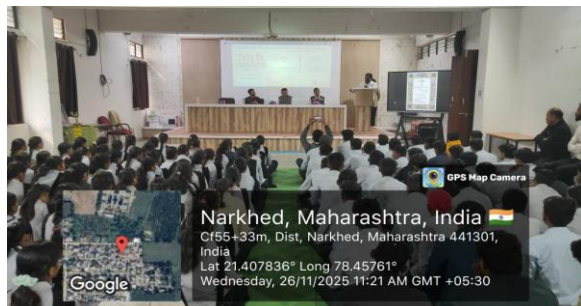 GPS Map Camera
Narkhed, Maharashtra, India
Cf55+33m, Dist, Narkhed, Maharashtra 441301,
India
Lat 21.407836° Long 78.45761°
Wednesday, 26/11/2025 11:21 AM GMT +05:30
Google